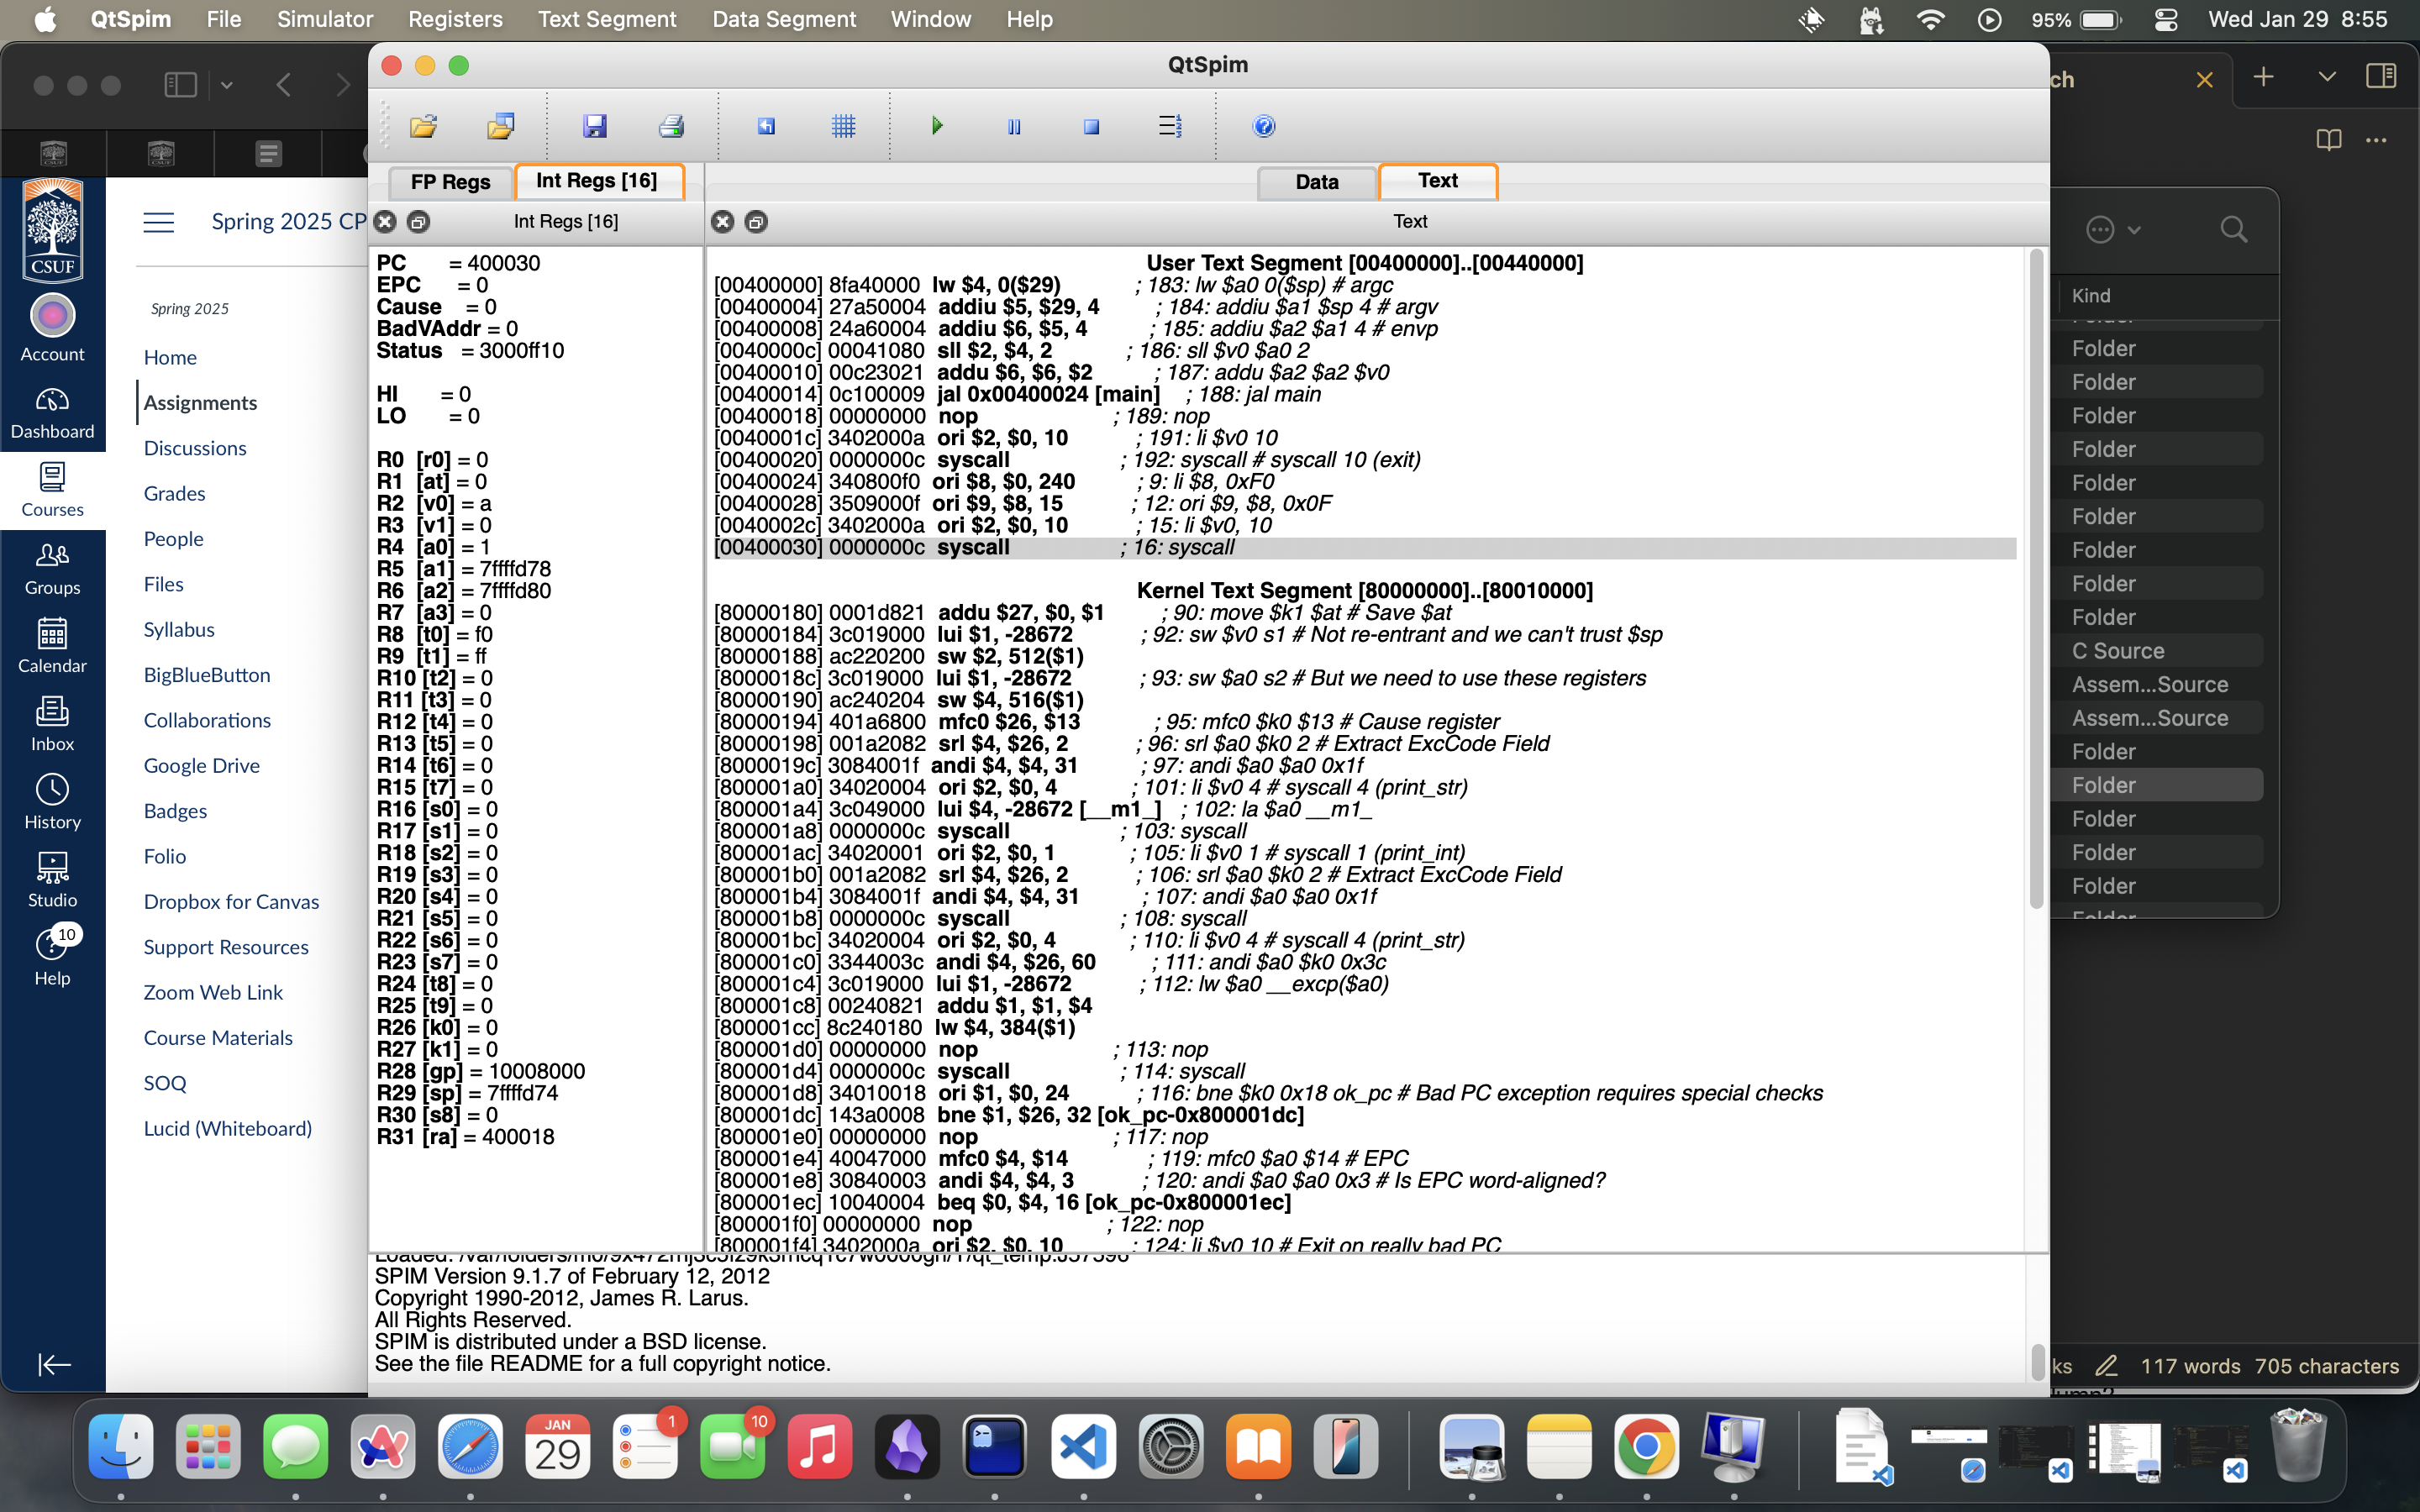 QtSpim File Simulator Registers Text Segment Data Segment Window Help 95% Wed Jan 29 8:55
QtSpim
ch
FP Regs Int Regs [16] Data Text
Int Regs [16] Text
CSUF
Account
Dashboard
Courses
Groups
Calendar
Inbox
History
Studio
10
Help
Spring 2025 CP
Spring 2025
Home
Assignments
Discussions
Grades
People
Files
Syllabus
BigBlueButton
Collaborations
Google Drive
Badges
Folio
Dropbox for Canvas
Support Resources
Zoom Web Link
Course Materials
SOQ
Lucid (Whiteboard)
PC = 400030
EPC = 0
Cause = 0
BadVAddr = 0
Status = 3000ff10
HI = 0
LO = 0
R0 [r0] = 0
R1 [at] = 0
R2 [v0] = a
R3 [v1] = 0
R4 [a0] = 1
R5 [a1] = 7ffffd78
R6 [a2] = 7ffffd80
R7 [a3] = 0
R8 [t0] = f0
R9 [t1] = ff
R10 [t2] = 0
R11 [t3] = 0
R12 [t4] = 0
R13 [t5] = 0
R14 [t6] = 0
R15 [t7] = 0
R16 [s0] = 0
R17 [s1] = 0
R18 [s2] = 0
R19 [s3] = 0
R20 [s4] = 0
R21 [s5] = 0
R22 [s6] = 0
R23 [s7] = 0
R24 [t8] = 0
R25 [t9] = 0
R26 [k0] = 0
R27 [k1] = 0
R28 [gp] = 10008000
R29 [sp] = 7ffffd74
R30 [s8] = 0
R31 [ra] = 400018
User Text Segment [00400000]..[00440000]
[00400000] 8fa40000 lw $4, 0($29) ; 183: lw $a0 0($sp) # argc
[00400004] 27a50004 addiu $5, $29, 4 ; 184: addiu $a1 $sp 4 # argv
[00400008] 24a60004 addiu $6, $5, 4 ; 185: addiu $a2 $a1 4 # envp
[0040000c] 00041080 sll $2, $4, 2 ; 186: sll $v0 $a0 2
[00400010] 00c23021 addu $6, $6, $2 ; 187: addu $a2 $a2 $v0
[00400014] 0c100009 jal 0x00400024 [main] ; 188: jal main
[00400018] 00000000 nop ; 189: nop
[0040001c] 3402000a ori $2, $0, 10 ; 191: li $v0 10
[00400020] 0000000c syscall ; 192: syscall # syscall 10 (exit)
[00400024] 340800f0 ori $8, $0, 240 ; 9: li $8, 0xF0
[00400028] 3509000f ori $9, $8, 15 ; 12: ori $9, $8, 0x0F
[0040002c] 3402000a ori $2, $0, 10 ; 15: li $v0, 10
[00400030] 0000000c syscall ; 16: syscall
Kernel Text Segment [80000000]..[80010000]
[80000180] 0001d821 addu $27, $0, $1 ; 90: move $k1 $at # Save $at
[80000184] 3c019000 lui $1, -28672 ; 92: sw $v0 s1 # Not re-entrant and we can't trust $sp
[80000188] ac220200 sw $2, 512($1)
[8000018c] 3c019000 lui $1, -28672 ; 93: sw $a0 s2 # But we need to use these registers
[80000190] ac240204 sw $4, 516($1)
[80000194] 401a6800 mfc0 $26, $13 ; 95: mfc0 $k0 $13 # Cause register
[80000198] 001a2082 srl $4, $26, 2 ; 96: srl $a0 $k0 2 # Extract ExcCode Field
[8000019c] 3084001f andi $4, $4, 31 ; 97: andi $a0 $a0 0x1f
[800001a0] 34020004 ori $2, $0, 4 ; 101: li $v0 4 # syscall 4 (print_str)
[800001a4] 3c049000 lui $4, -28672 [__m1_] ; 102: la $a0 __m1_
[800001a8] 0000000c syscall ; 103: syscall
[800001ac] 34020001 ori $2, $0, 1 ; 105: li $v0 1 # syscall 1 (print_int)
[800001b0] 001a2082 srl $4, $26, 2 ; 106: srl $a0 $k0 2 # Extract ExcCode Field
[800001b4] 3084001f andi $4, $4, 31 ; 107: andi $a0 $a0 0x1f
[800001b8] 0000000c syscall ; 108: syscall
[800001bc] 34020004 ori $2, $0, 4 ; 110: li $v0 4 # syscall 4 (print_str)
[800001c0] 3344003c andi $4, $26, 60 ; 111: andi $a0 $k0 0x3c
[800001c4] 3c019000 lui $1, -28672 ; 112: lw $a0 __excp($a0)
[800001c8] 00240821 addu $1, $1, $4
[800001cc] 8c240180 lw $4, 384($1)
[800001d0] 00000000 nop ; 113: nop
[800001d4] 0000000c syscall ; 114: syscall
[800001d8] 34010018 ori $1, $0, 24 ; 116: bne $k0 0x18 ok_pc # Bad PC exception requires special checks
[800001dc] 143a0008 bne $1, $26, 32 [ok_pc-0x800001dc]
[800001e0] 00000000 nop ; 117: nop
[800001e4] 40047000 mfc0 $4, $14 ; 119: mfc0 $a0 $14 # EPC
[800001e8] 30840003 andi $4, $4, 3 ; 120: andi $a0 $a0 0x3 # Is EPC word-aligned?
[800001ec] 10040004 beq $0, $4, 16 [ok_pc-0x800001ec]
[800001f0] 00000000 nop ; 122: nop
[800001f4] 3402000a ori $2, $0, 10 ; 124: li $v0 10 # Exit on really bad PC
SPIM Version 9.1.7 of February 12, 2012
Copyright 1990-2012, James R. Larus.
All Rights Reserved.
SPIM is distributed under a BSD license.
See the file README for a full copyright notice.
Kind
Folder
Folder
Folder
Folder
Folder
Folder
Folder
Folder
Folder
C Source
Assem...Source
Assem...Source
Folder
Folder
Folder
Folder
Folder
Folder
ks 117 words 705 characters
JAN
29
1
10